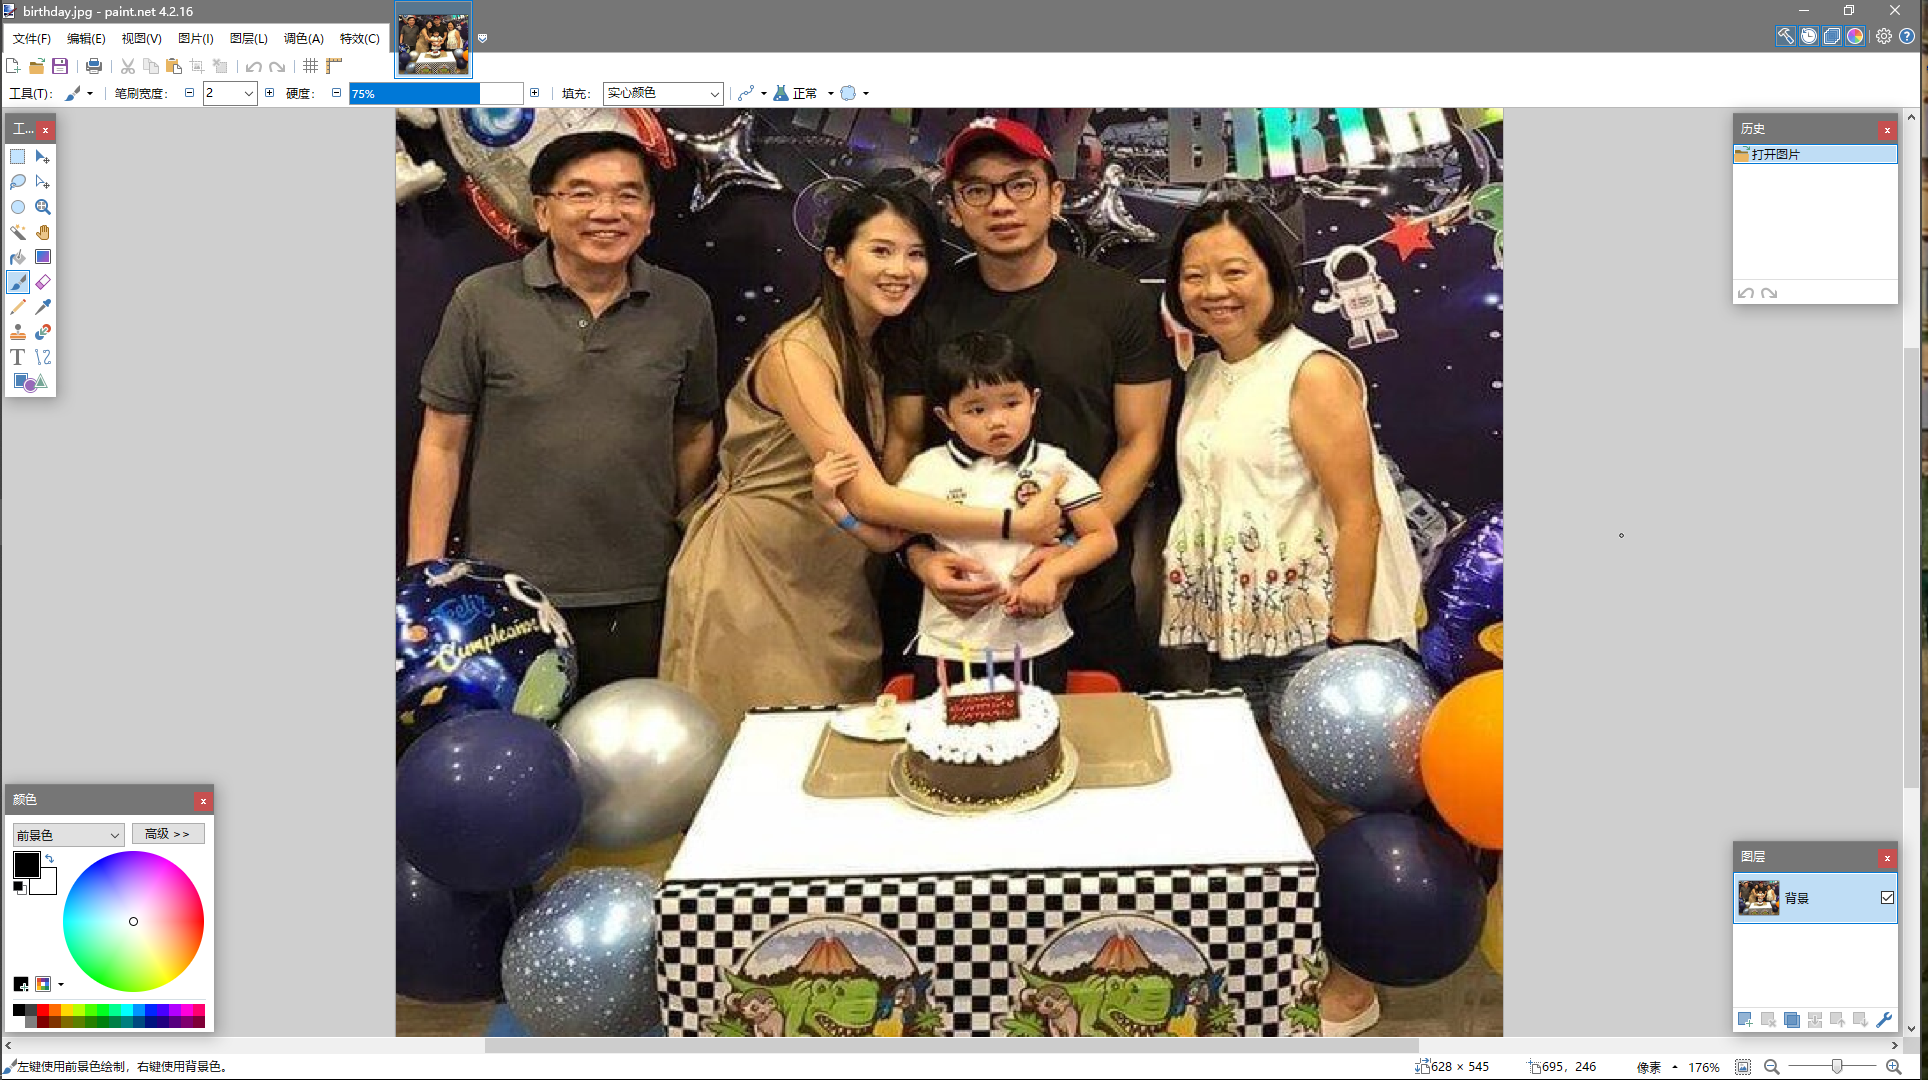 birthday.jpg - paint.net 4.2.16
文件(F) 编辑(E) 视图(V) 图片(I) 图层(L) 调色(A) 特效(C)
工具(T): 笔刷宽度: 2 硬度: 75% 填充: 实心颜色 正常
工...
历史
打开图片
BIRTH
Feliz
Cumpleaños
颜色
前景色
高级 >>
图层
背景
左键使用前景色绘制，右键使用背景色。
628 × 545
695, 246
像素
176%